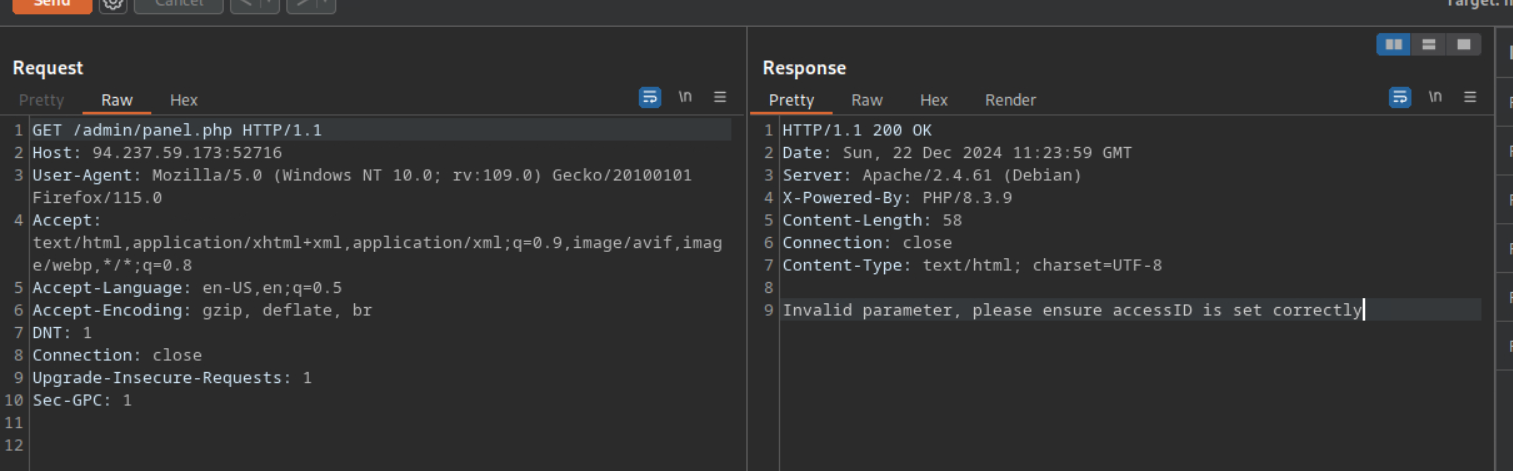 Send Cancel < >
Request
Pretty Raw Hex \n
1 GET /admin/panel.php HTTP/1.1
2 Host: 94.237.59.173:52716
3 User-Agent: Mozilla/5.0 (Windows NT 10.0; rv:109.0) Gecko/20100101
Firefox/115.0
4 Accept:
text/html,application/xhtml+xml,application/xml;q=0.9,image/avif,imag
e/webp,*/*;q=0.8
5 Accept-Language: en-US,en;q=0.5
6 Accept-Encoding: gzip, deflate, br
7 DNT: 1
8 Connection: close
9 Upgrade-Insecure-Requests: 1
10 Sec-GPC: 1
11
12
Target:
Response
Pretty Raw Hex Render \n
1 HTTP/1.1 200 OK
2 Date: Sun, 22 Dec 2024 11:23:59 GMT
3 Server: Apache/2.4.61 (Debian)
4 X-Powered-By: PHP/8.3.9
5 Content-Length: 58
6 Connection: close
7 Content-Type: text/html; charset=UTF-8
8
9 Invalid parameter, please ensure accessID is set correctly